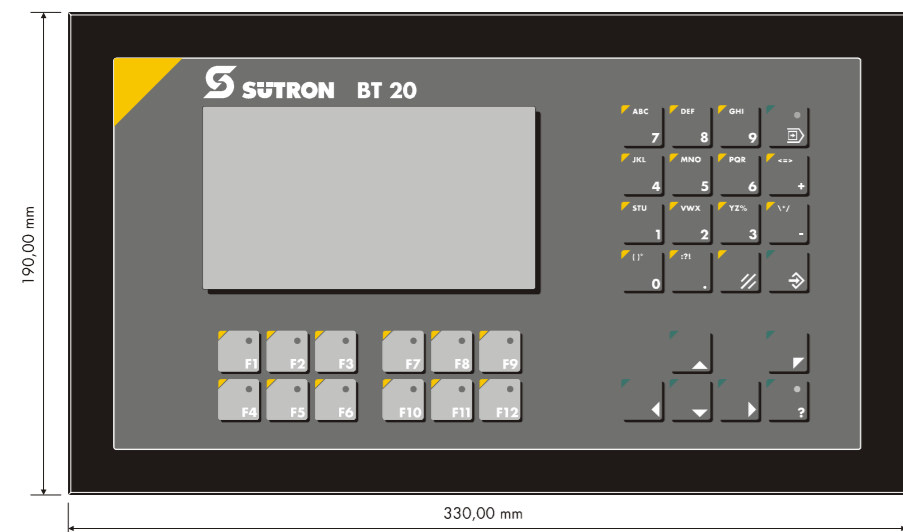 SÜTRON BT 20
ABC DEF GHI
7 8 9
JKL MNO PQR <=>
4 5 6 +
STU VWX YZ% \*/
1 2 3 -
( )° :?!
0 .
190,00 mm
F1 F2 F3 F7 F8 F9
F4 F5 F6 F10 F11 F12 ?
330,00 mm